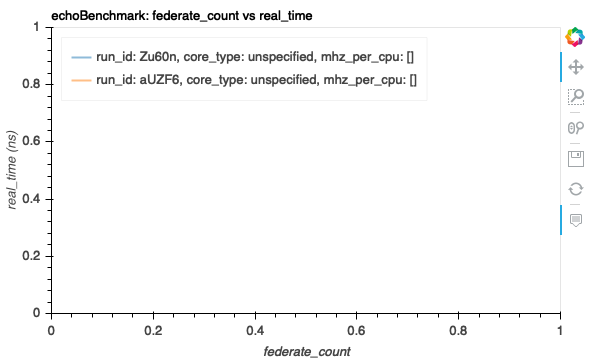 echoBenchmark: federate_count vs real_time
run_id: Zu60n, core_type: unspecified, mhz_per_cpu: []
run_id: aUZF6, core_type: unspecified, mhz_per_cpu: []
1
0.8
0.6
0.4
0.2
0
real_time (ns)
0 0.2 0.4 0.6 0.8 1
federate_count